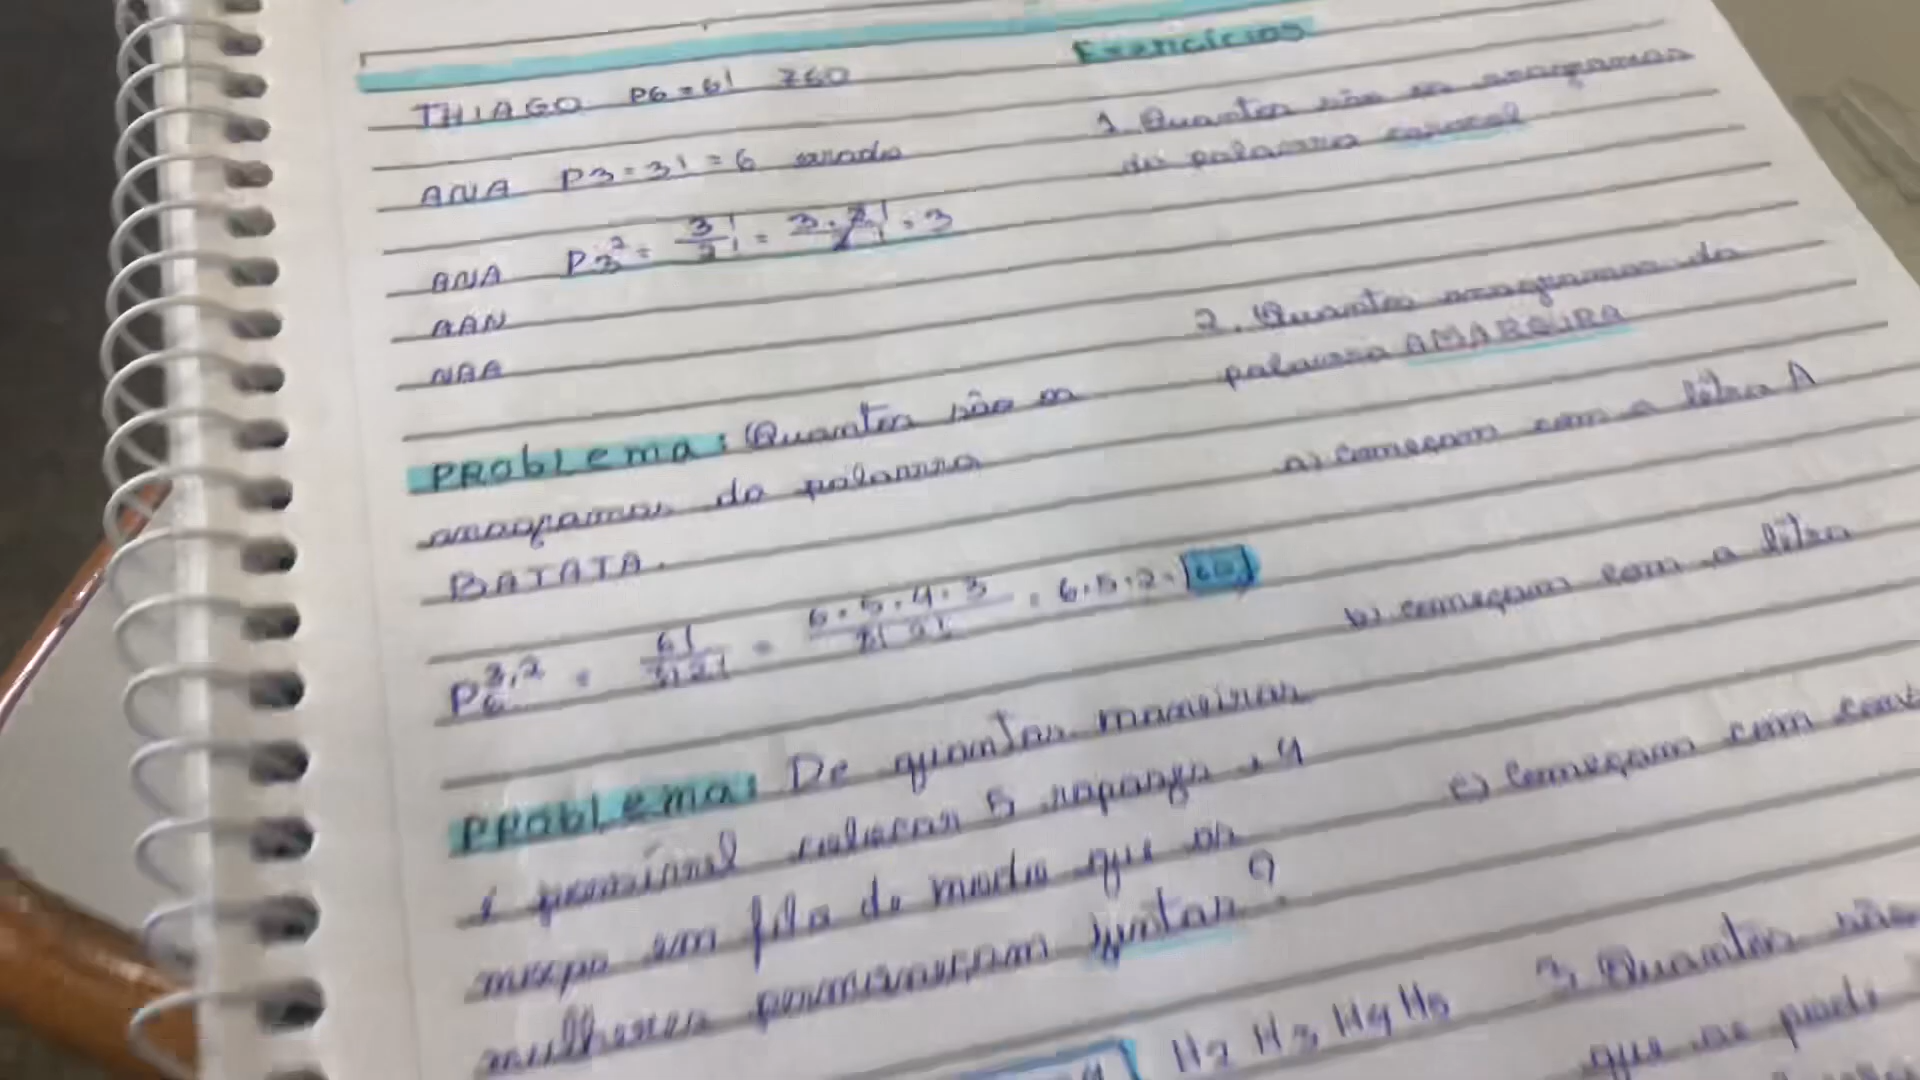 THIAGO P6=6! 760
ANA P3=3!=6 errado
ANA P3² = 3!/2! = 3.2!/2! = 3
AAN
NAA
PROblema: Quantos são os
anagramas da palavra
BATATA.
P6³,² = 6!/3!2! = 6.5.4.3!/3!2! = 6.5.2=60
PROblema: De quantas maneiras
é possível colocar 5 rapazes e 4
moças em fila de modo que as
mulheres permaneçam juntas?
H2 H3 H4 H5
Exercícios
1. Quantos são os anagramas
da palavra
2. Quantos anagramas da
palavra AMARGURA
a) começam com a letra A
b) começam com a letra
c) começam com
3. Quantos são
que se pode